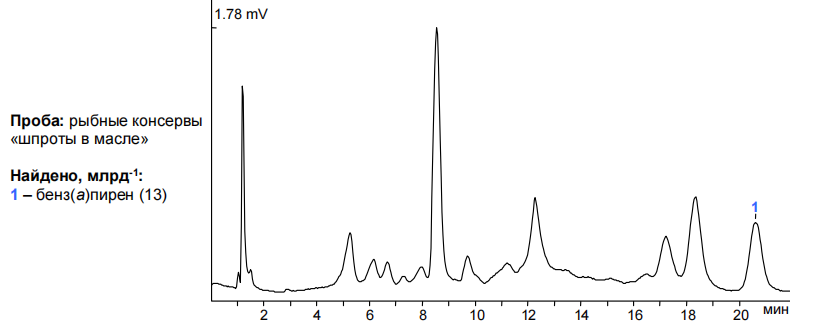 1.78 mV
Проба: рыбные консервы
«шпроты в масле»
Найдено, млрд-1:
1 – бенз(а)пирен (13)
1
2 4 6 8 10 12 14 16 18 20 мин